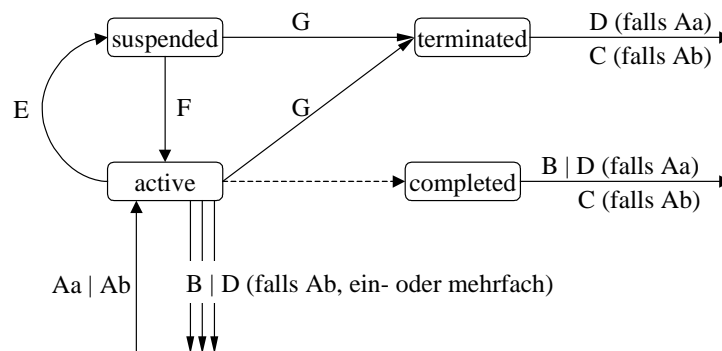 suspended
G
terminated
D (falls Aa)
C (falls Ab)
E
F
G
active
completed
B | D (falls Aa)
C (falls Ab)
Aa | Ab
B | D (falls Ab, ein- oder mehrfach)